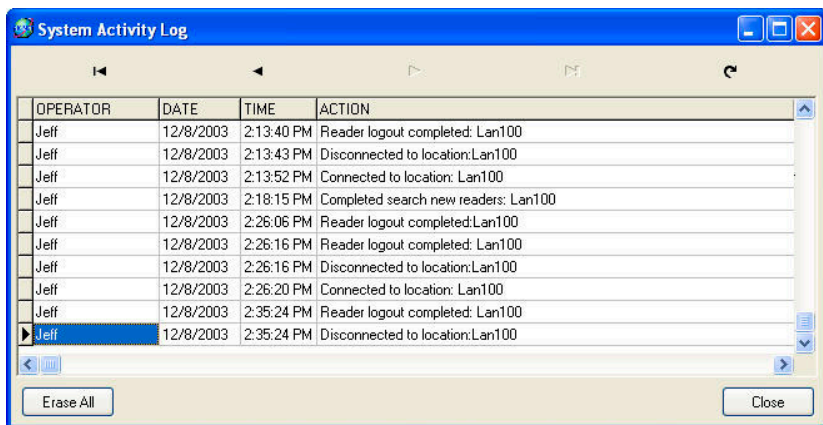 System Activity Log
OPERATOR DATE TIME ACTION
Jeff 12/8/2003 2:13:40 PM Reader logout completed: Lan100
Jeff 12/8/2003 2:13:43 PM Disconnected to location:Lan100
Jeff 12/8/2003 2:13:52 PM Connected to location: Lan100
Jeff 12/8/2003 2:18:15 PM Completed search new readers: Lan100
Jeff 12/8/2003 2:26:06 PM Reader logout completed:Lan100
Jeff 12/8/2003 2:26:16 PM Reader logout completed: Lan100
Jeff 12/8/2003 2:26:16 PM Disconnected to location:Lan100
Jeff 12/8/2003 2:26:20 PM Connected to location: Lan100
Jeff 12/8/2003 2:35:24 PM Reader logout completed: Lan100
Jeff 12/8/2003 2:35:24 PM Disconnected to location:Lan100
Erase All Close